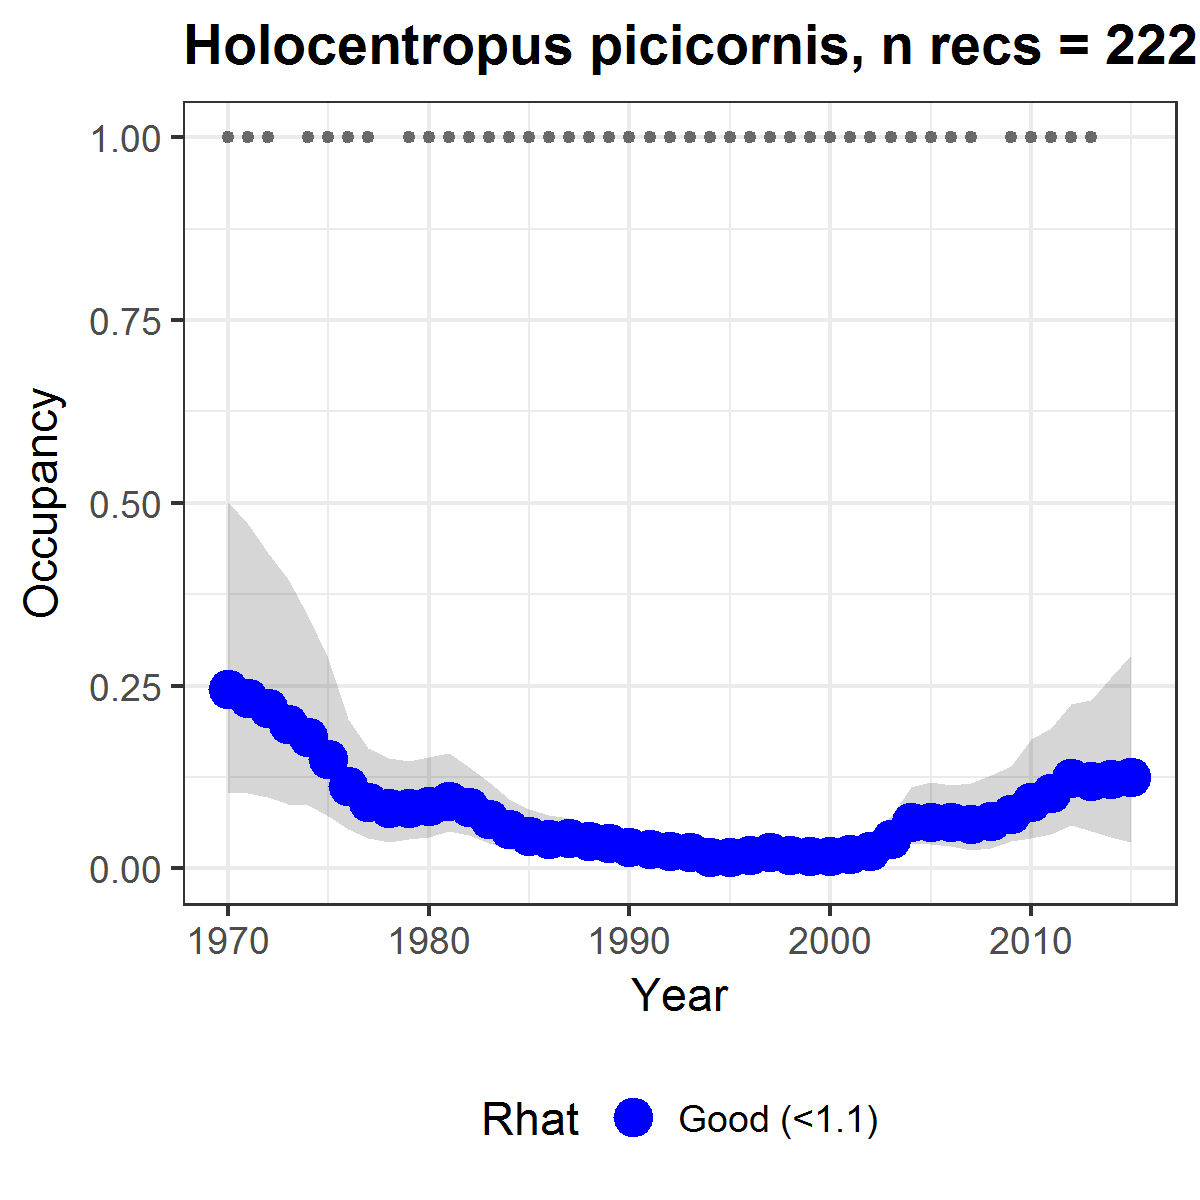 Holocentropus picicornis, n recs = 222
1.00
0.75
0.50
0.25
0.00
Occupancy
1970 1980 1990 2000 2010
Year
Rhat Good (<1.1)